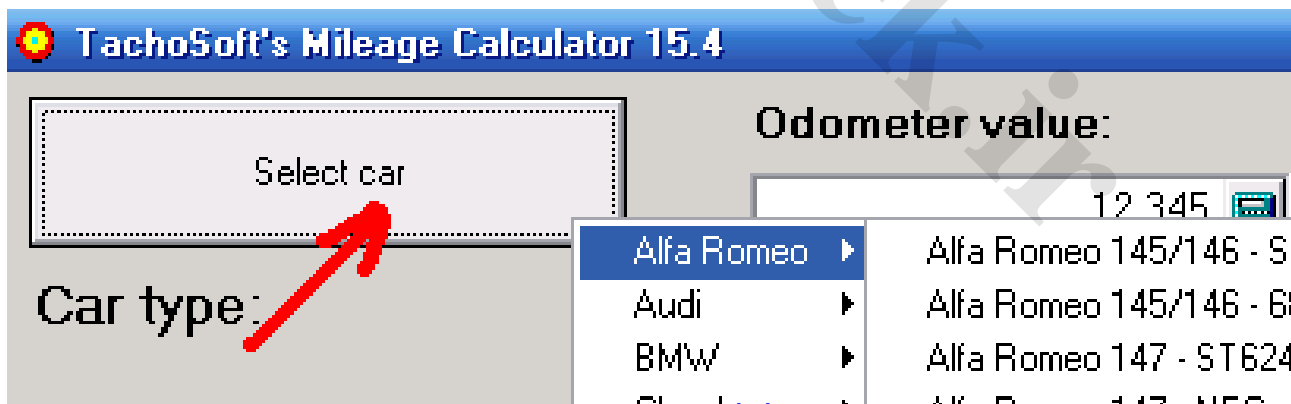 TachoSoft's Mileage Calculator 15.4
Select car
Odometer value:
12 345
Car type:
Alfa Romeo
Audi
BMW
Alfa Romeo 145/146 - S
Alfa Romeo 145/146 - 6
Alfa Romeo 147 - ST624